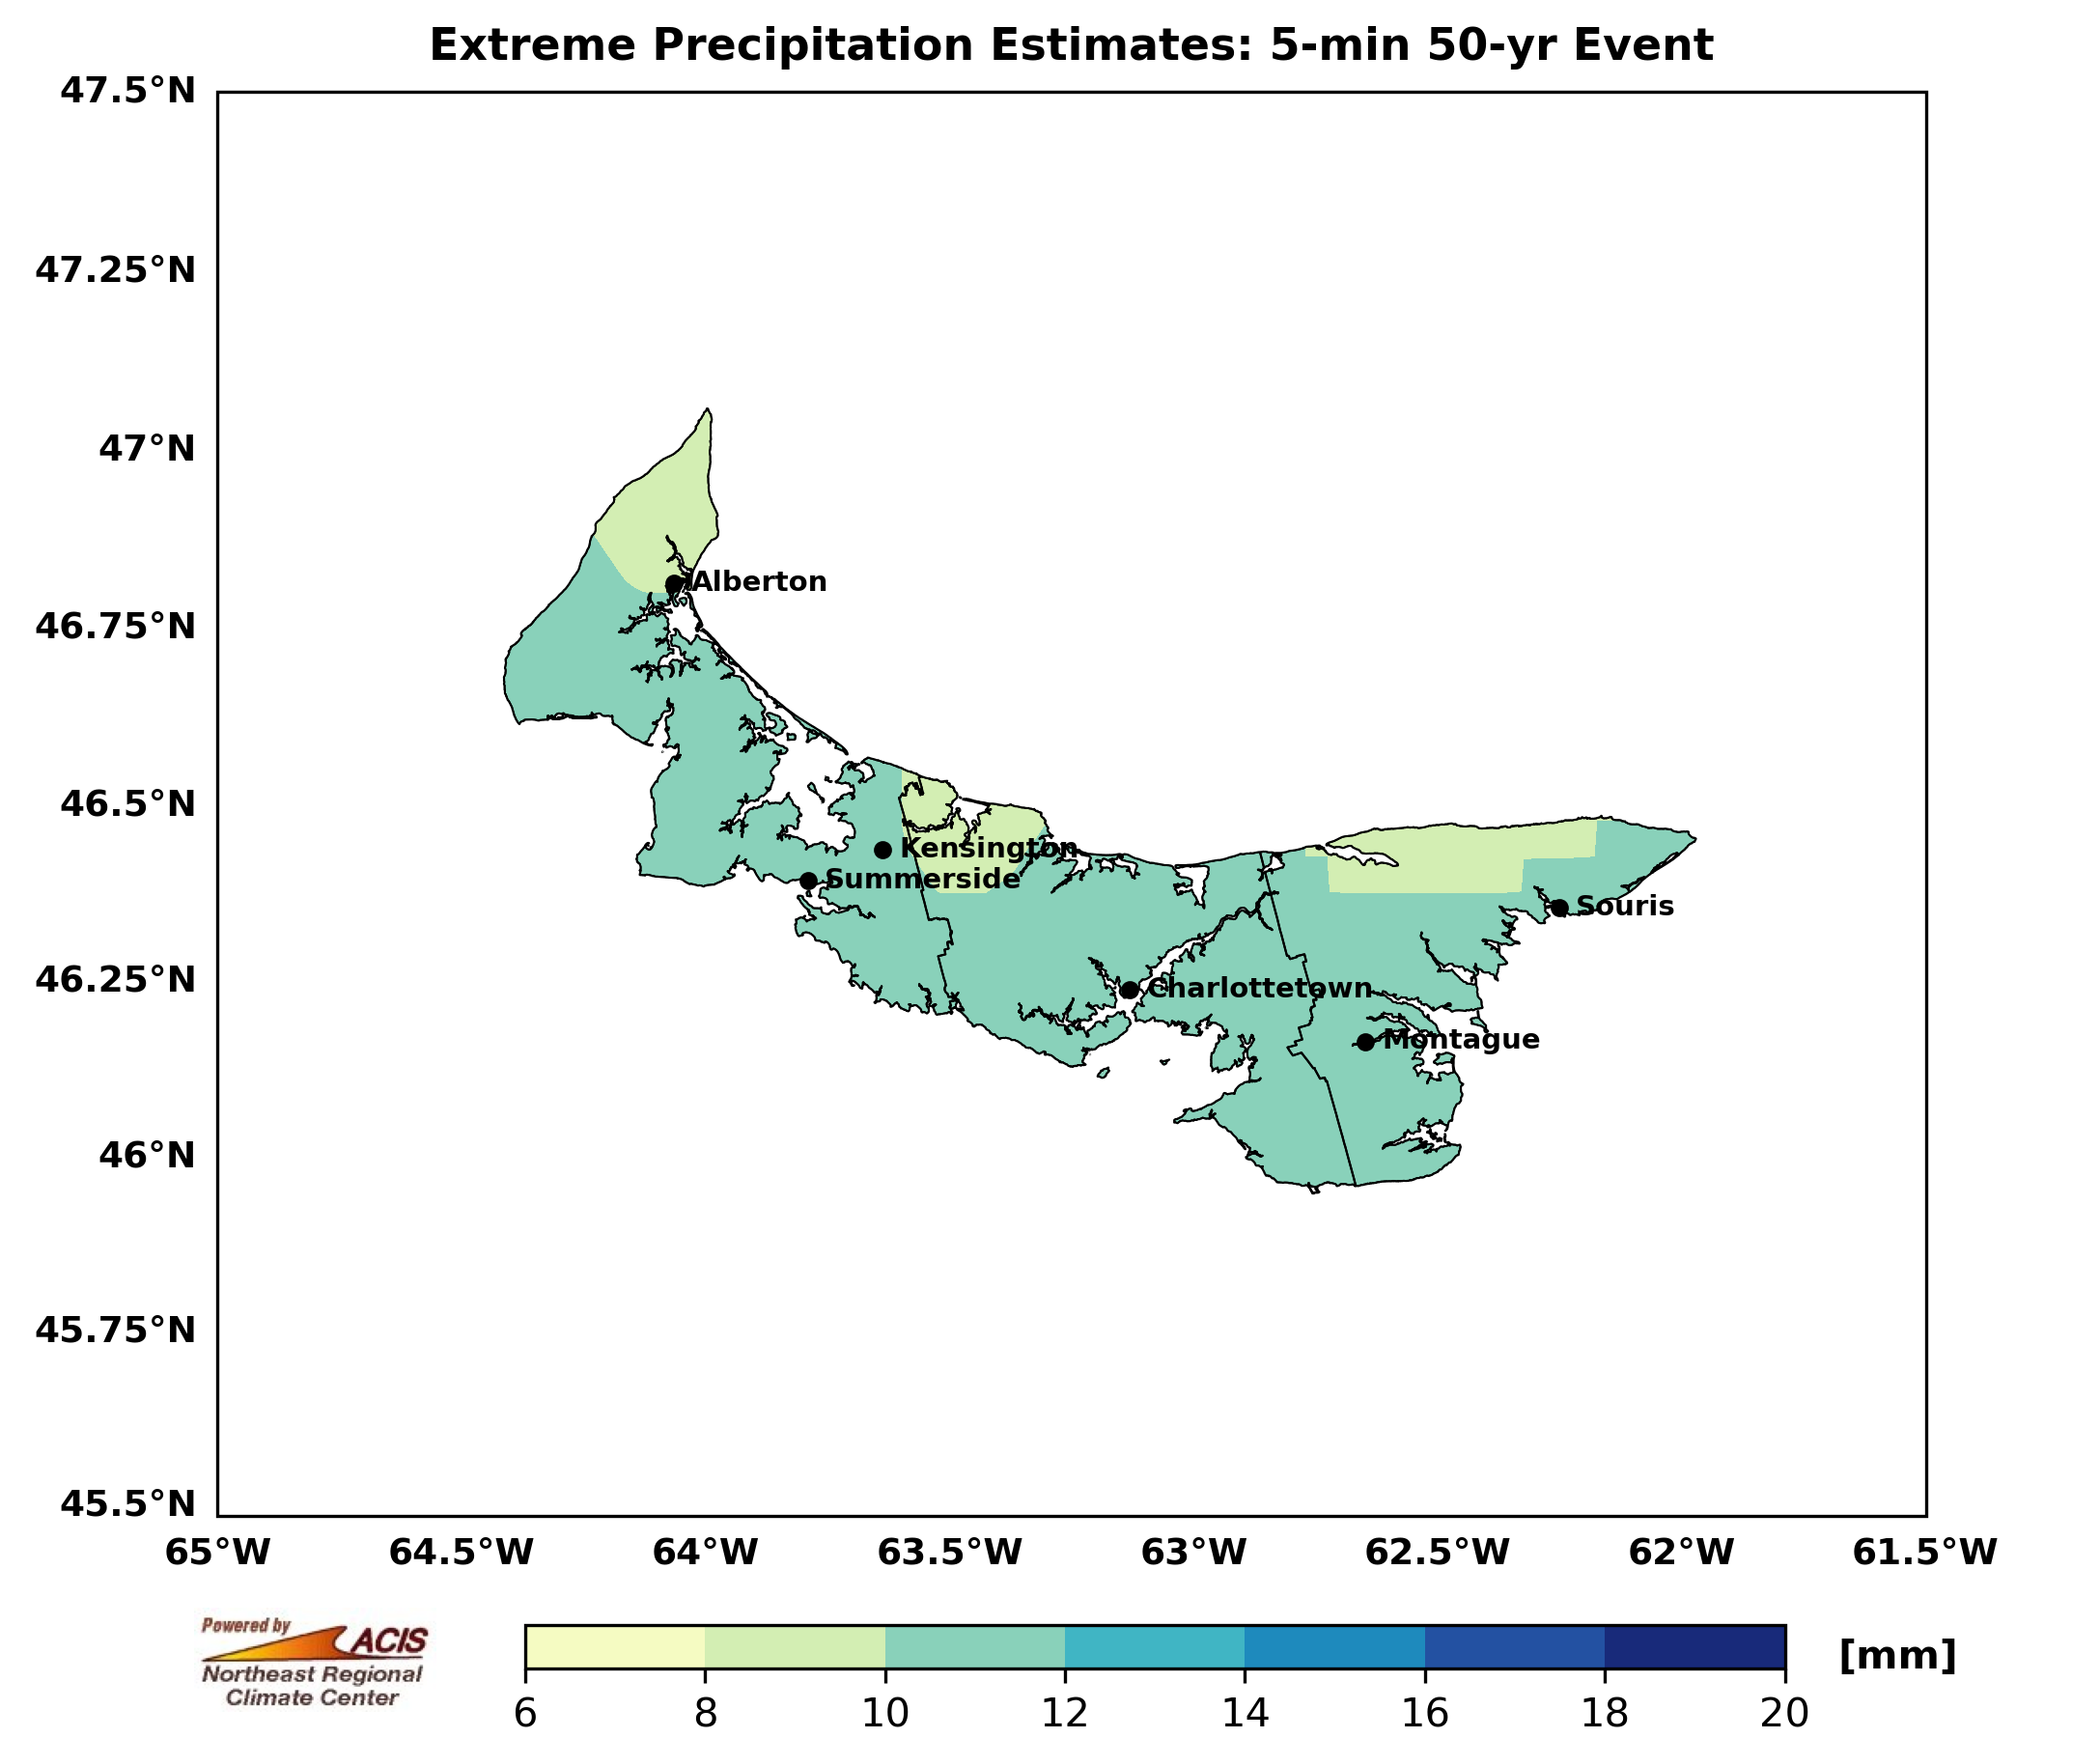 Extreme Precipitation Estimates: 5-min 50-yr Event
47.5°N
47.25°N
47°N
46.75°N
46.5°N
46.25°N
46°N
45.75°N
45.5°N
Alberton
Kensington
Summerside
Souris
Charlottetown
Montague
65°W 64.5°W 64°W 63.5°W 63°W 62.5°W 62°W 61.5°W
Powered by
ACIS
Northeast Regional
Climate Center
[mm]
6 8 10 12 14 16 18 20